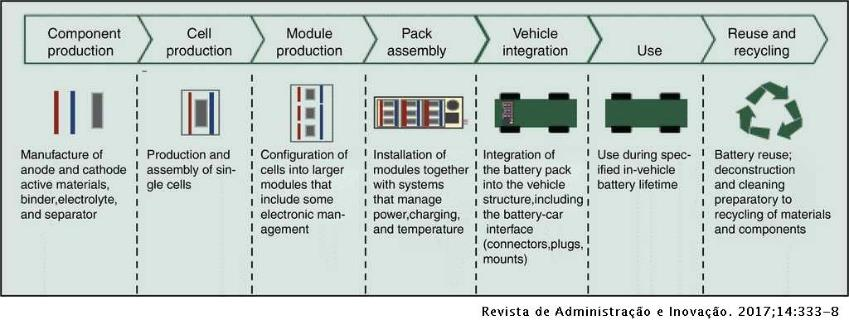 Component
production
Cell
production
Module
production
Pack
assembly
Vehicle
integration
Use
Reuse and
recycling
Manufacture of
anode and cathode
active materials,
binder,electrolyte,
and separator
Production and
assembly of sin-
gle cells
Configuration of
cells into larger
modules that
include some
electronic man-
agement
Installation of
modules together
with systems
that manage
power,charging,
and temperature
Integration of
the battery pack
into the vehicle
structure,including
the battery-car
interface
(connectors,plugs,
mounts)
Use during spec-
ified in-vehicle
battery lifetime
Battery reuse;
deconstruction
and cleaning
preparatory to
recycling of materials
and components
Revista de Administração e Inovação. 2017;14:333-8